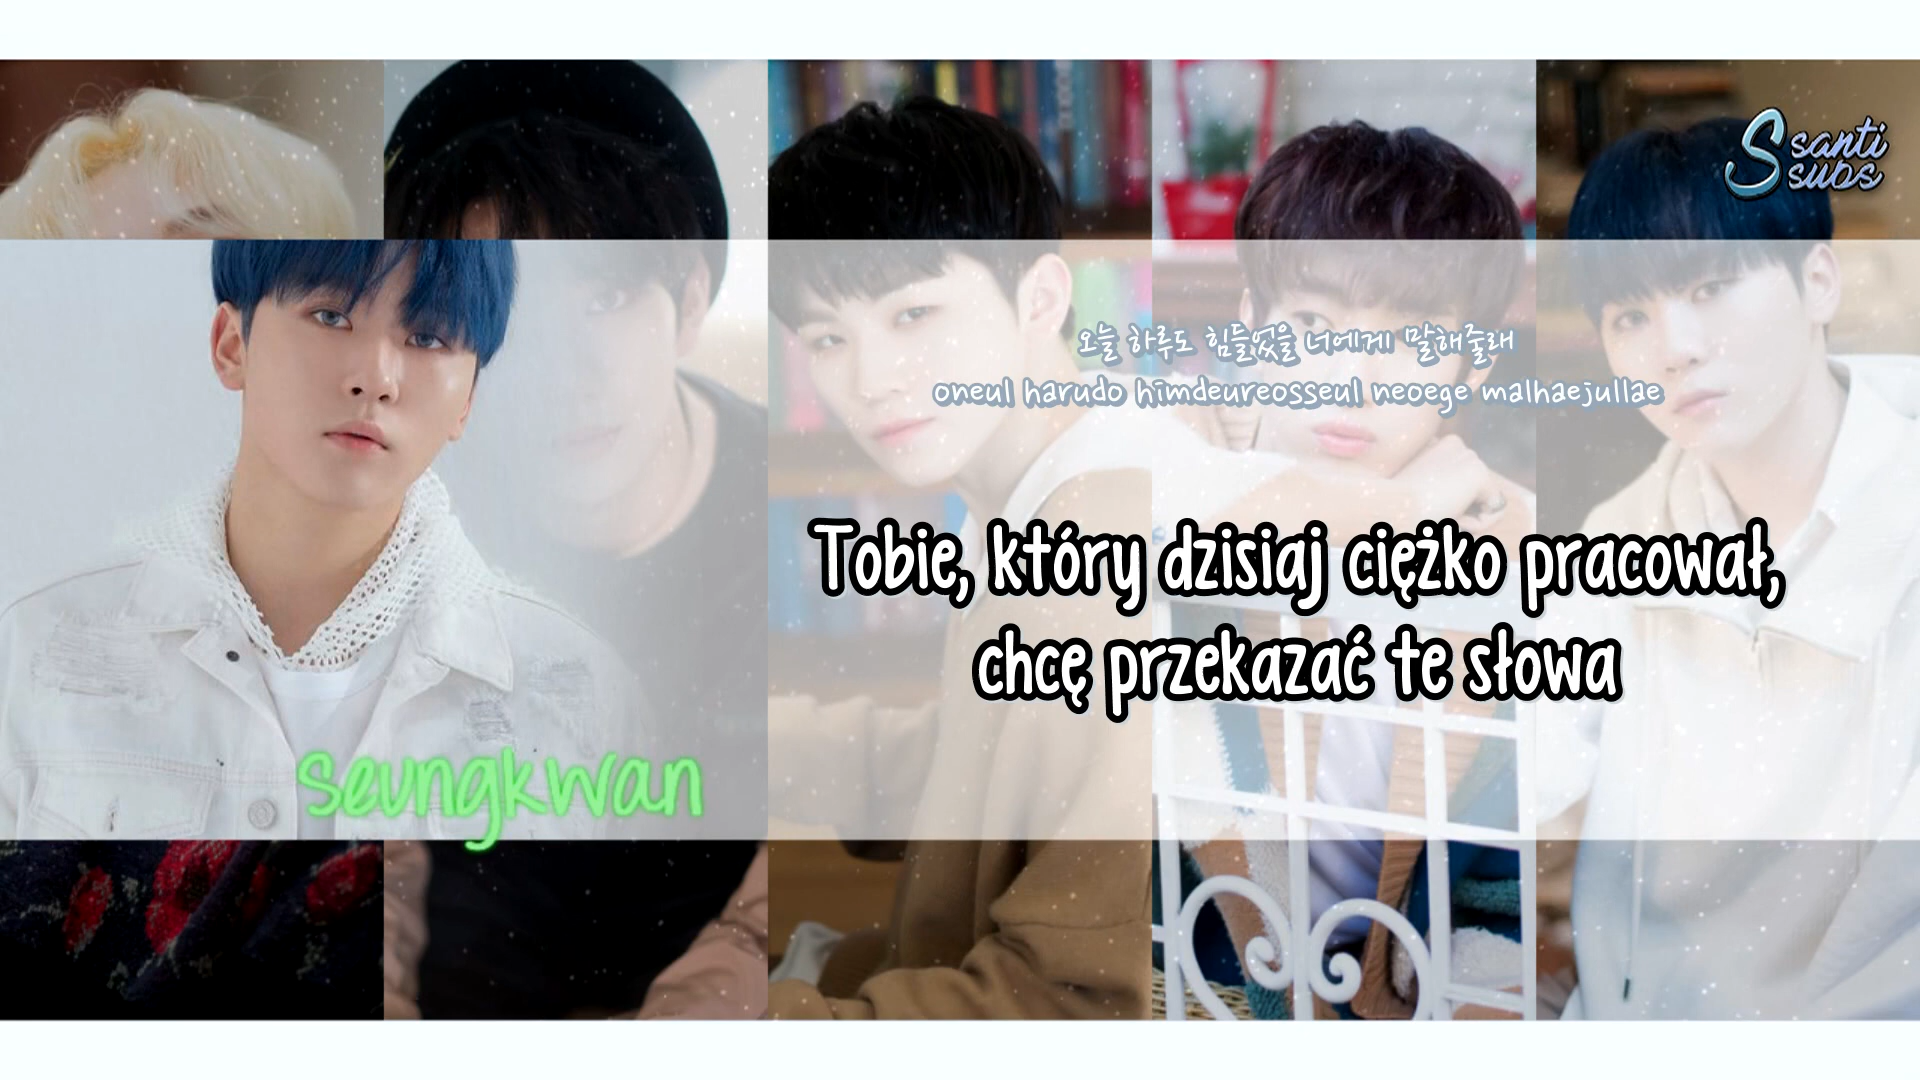 Ssanti
subs
오늘 하루도 힘들었을 너에게 말해줄래
oneul harudo himdeureosseul neoege malhaejullae
Tobie, który dzisiaj ciężko pracował,
chcę przekazać te słowa
seungkwan